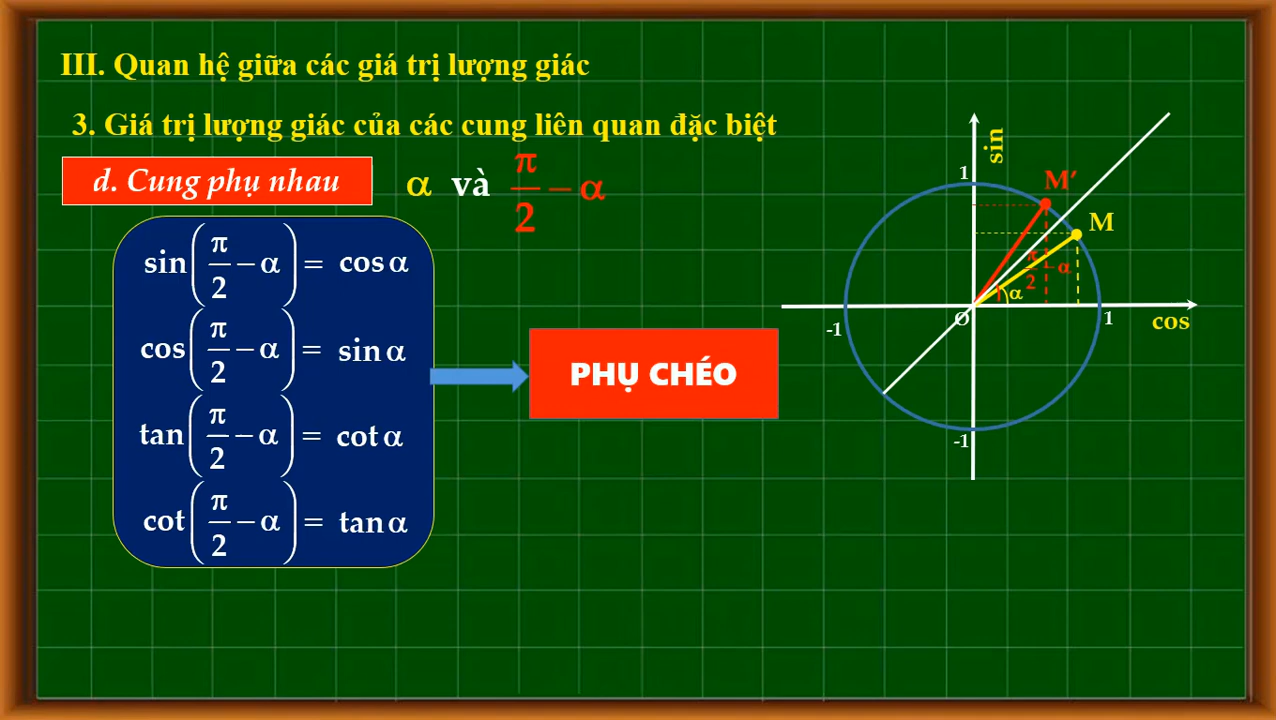 III. Quan hệ giữa các giá trị lượng giác
3. Giá trị lượng giác của các cung liên quan đặc biệt
d. Cung phụ nhau
α và π/2 − α
sin(π/2 − α) = cos α
cos(π/2 − α) = sin α
tan(π/2 − α) = cot α
cot(π/2 − α) = tan α
PHỤ CHÉO
sin
1
M′
M
π/2 − α
α
O
-1
1
cos
-1